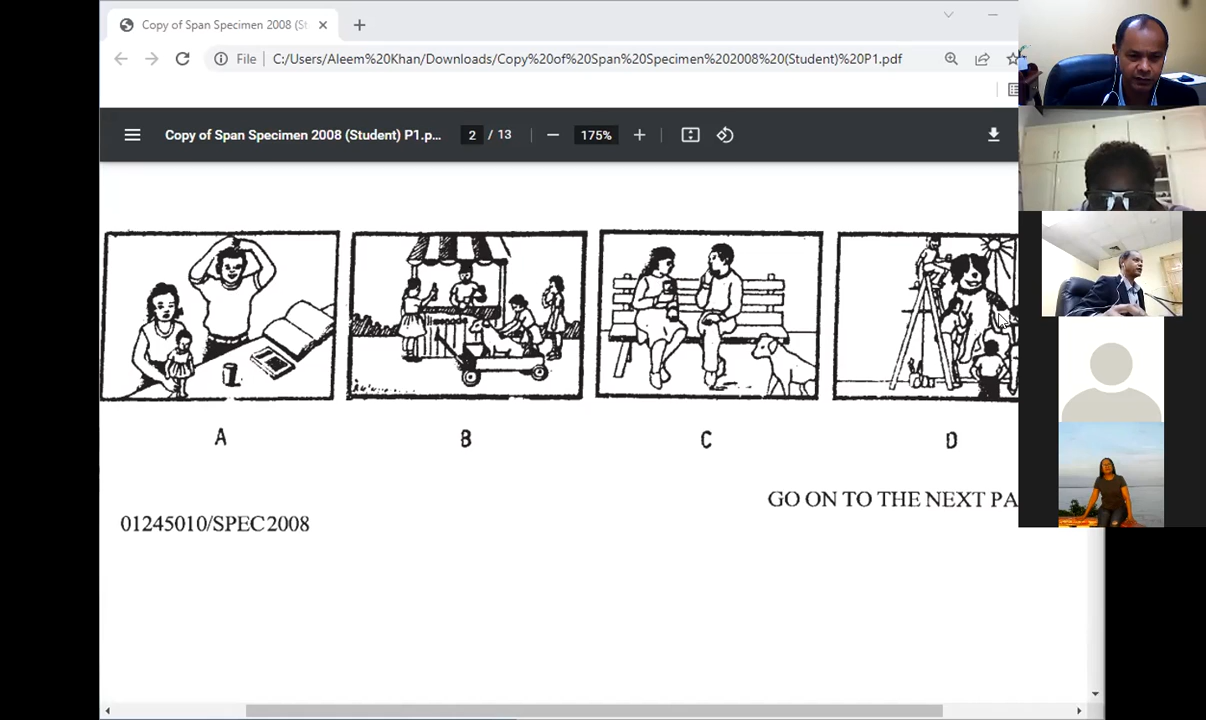 Copy of Span Specimen 2008 (St
File
C:/Users/Aleem%20Khan/Downloads/Copy%20of%20Span%20Specimen%202008%20(Student)%20P1.pdf
Copy of Span Specimen 2008 (Student) P1.p...
2 / 13
175%
A
B
C
D
GO ON TO THE NEXT PA
01245010/SPEC2008